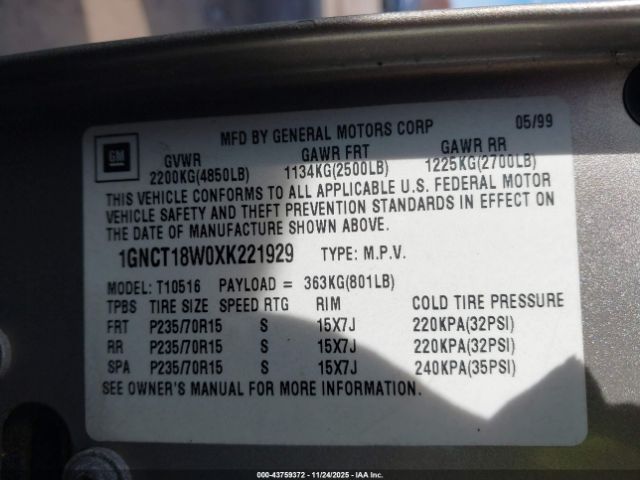 MFD BY GENERAL MOTORS CORP 05/99
GM
GVWR GAWR FRT GAWR RR
2200KG(4850LB) 1134KG(2500LB) 1225KG(2700LB)
THIS VEHICLE CONFORMS TO ALL APPLICABLE U.S. FEDERAL MOTOR
VEHICLE SAFETY AND THEFT PREVENTION STANDARDS IN EFFECT ON
THE DATE OF MANUFACTURE SHOWN ABOVE.
1GNCT18W0XK221929 TYPE: M.P.V.
MODEL: T10516 PAYLOAD = 363KG(801LB)
TPBS TIRE SIZE SPEED RTG RIM COLD TIRE PRESSURE
FRT P235/70R15 S 15X7J 220KPA(32PSI)
RR P235/70R15 S 15X7J 220KPA(32PSI)
SPA P235/70R15 S 15X7J 240KPA(35PSI)
SEE OWNER'S MANUAL FOR MORE INFORMATION.
000-43759372 - 11/24/2025 - IAAI.COM